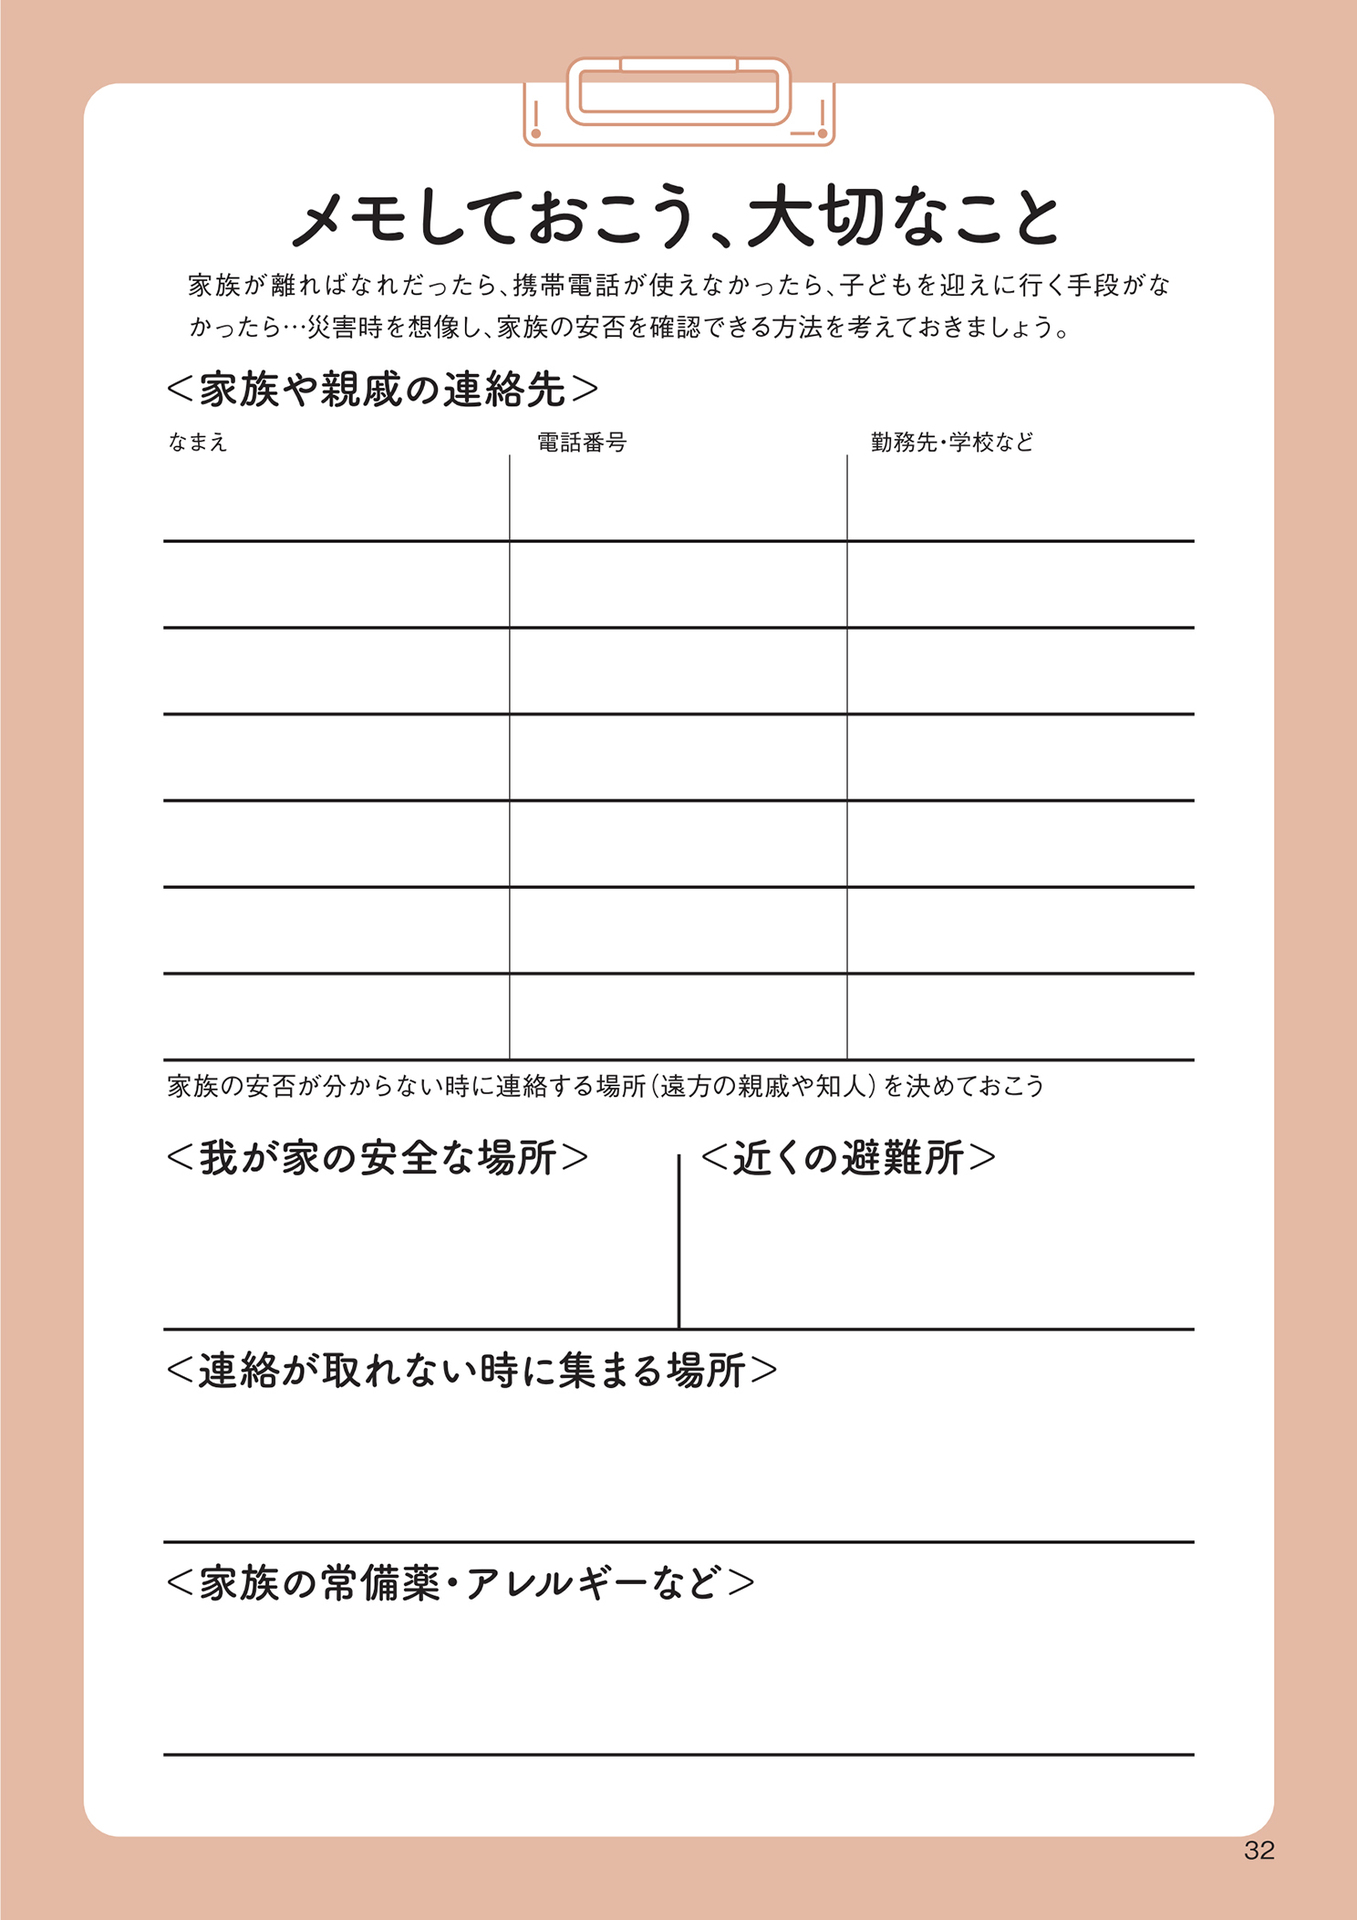 メモしておこう、大切なこと
家族が離ればなれだったら、携帯電話が使えなかったら、子どもを迎えに行く手段がな
かったら…災害時を想像し、家族の安否を確認できる方法を考えておきましょう。
＜家族や親戚の連絡先＞
なまえ 電話番号 勤務先・学校など
家族の安否が分からない時に連絡する場所（遠方の親戚や知人）を決めておこう
＜我が家の安全な場所＞ ＜近くの避難所＞
＜連絡が取れない時に集まる場所＞
＜家族の常備薬・アレルギーなど＞
32